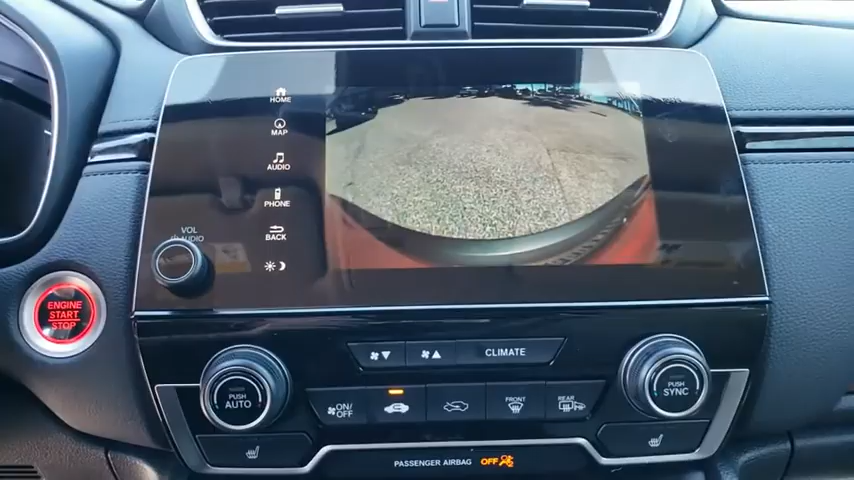 HOME
MAP
AUDIO
PHONE
VOL
AUDIO
BACK
ENGINE
START
STOP
CLIMATE
PUSH
AUTO
ON/
OFF
FRONT
REAR
PUSH
SYNC
PASSENGER AIRBAG OFF